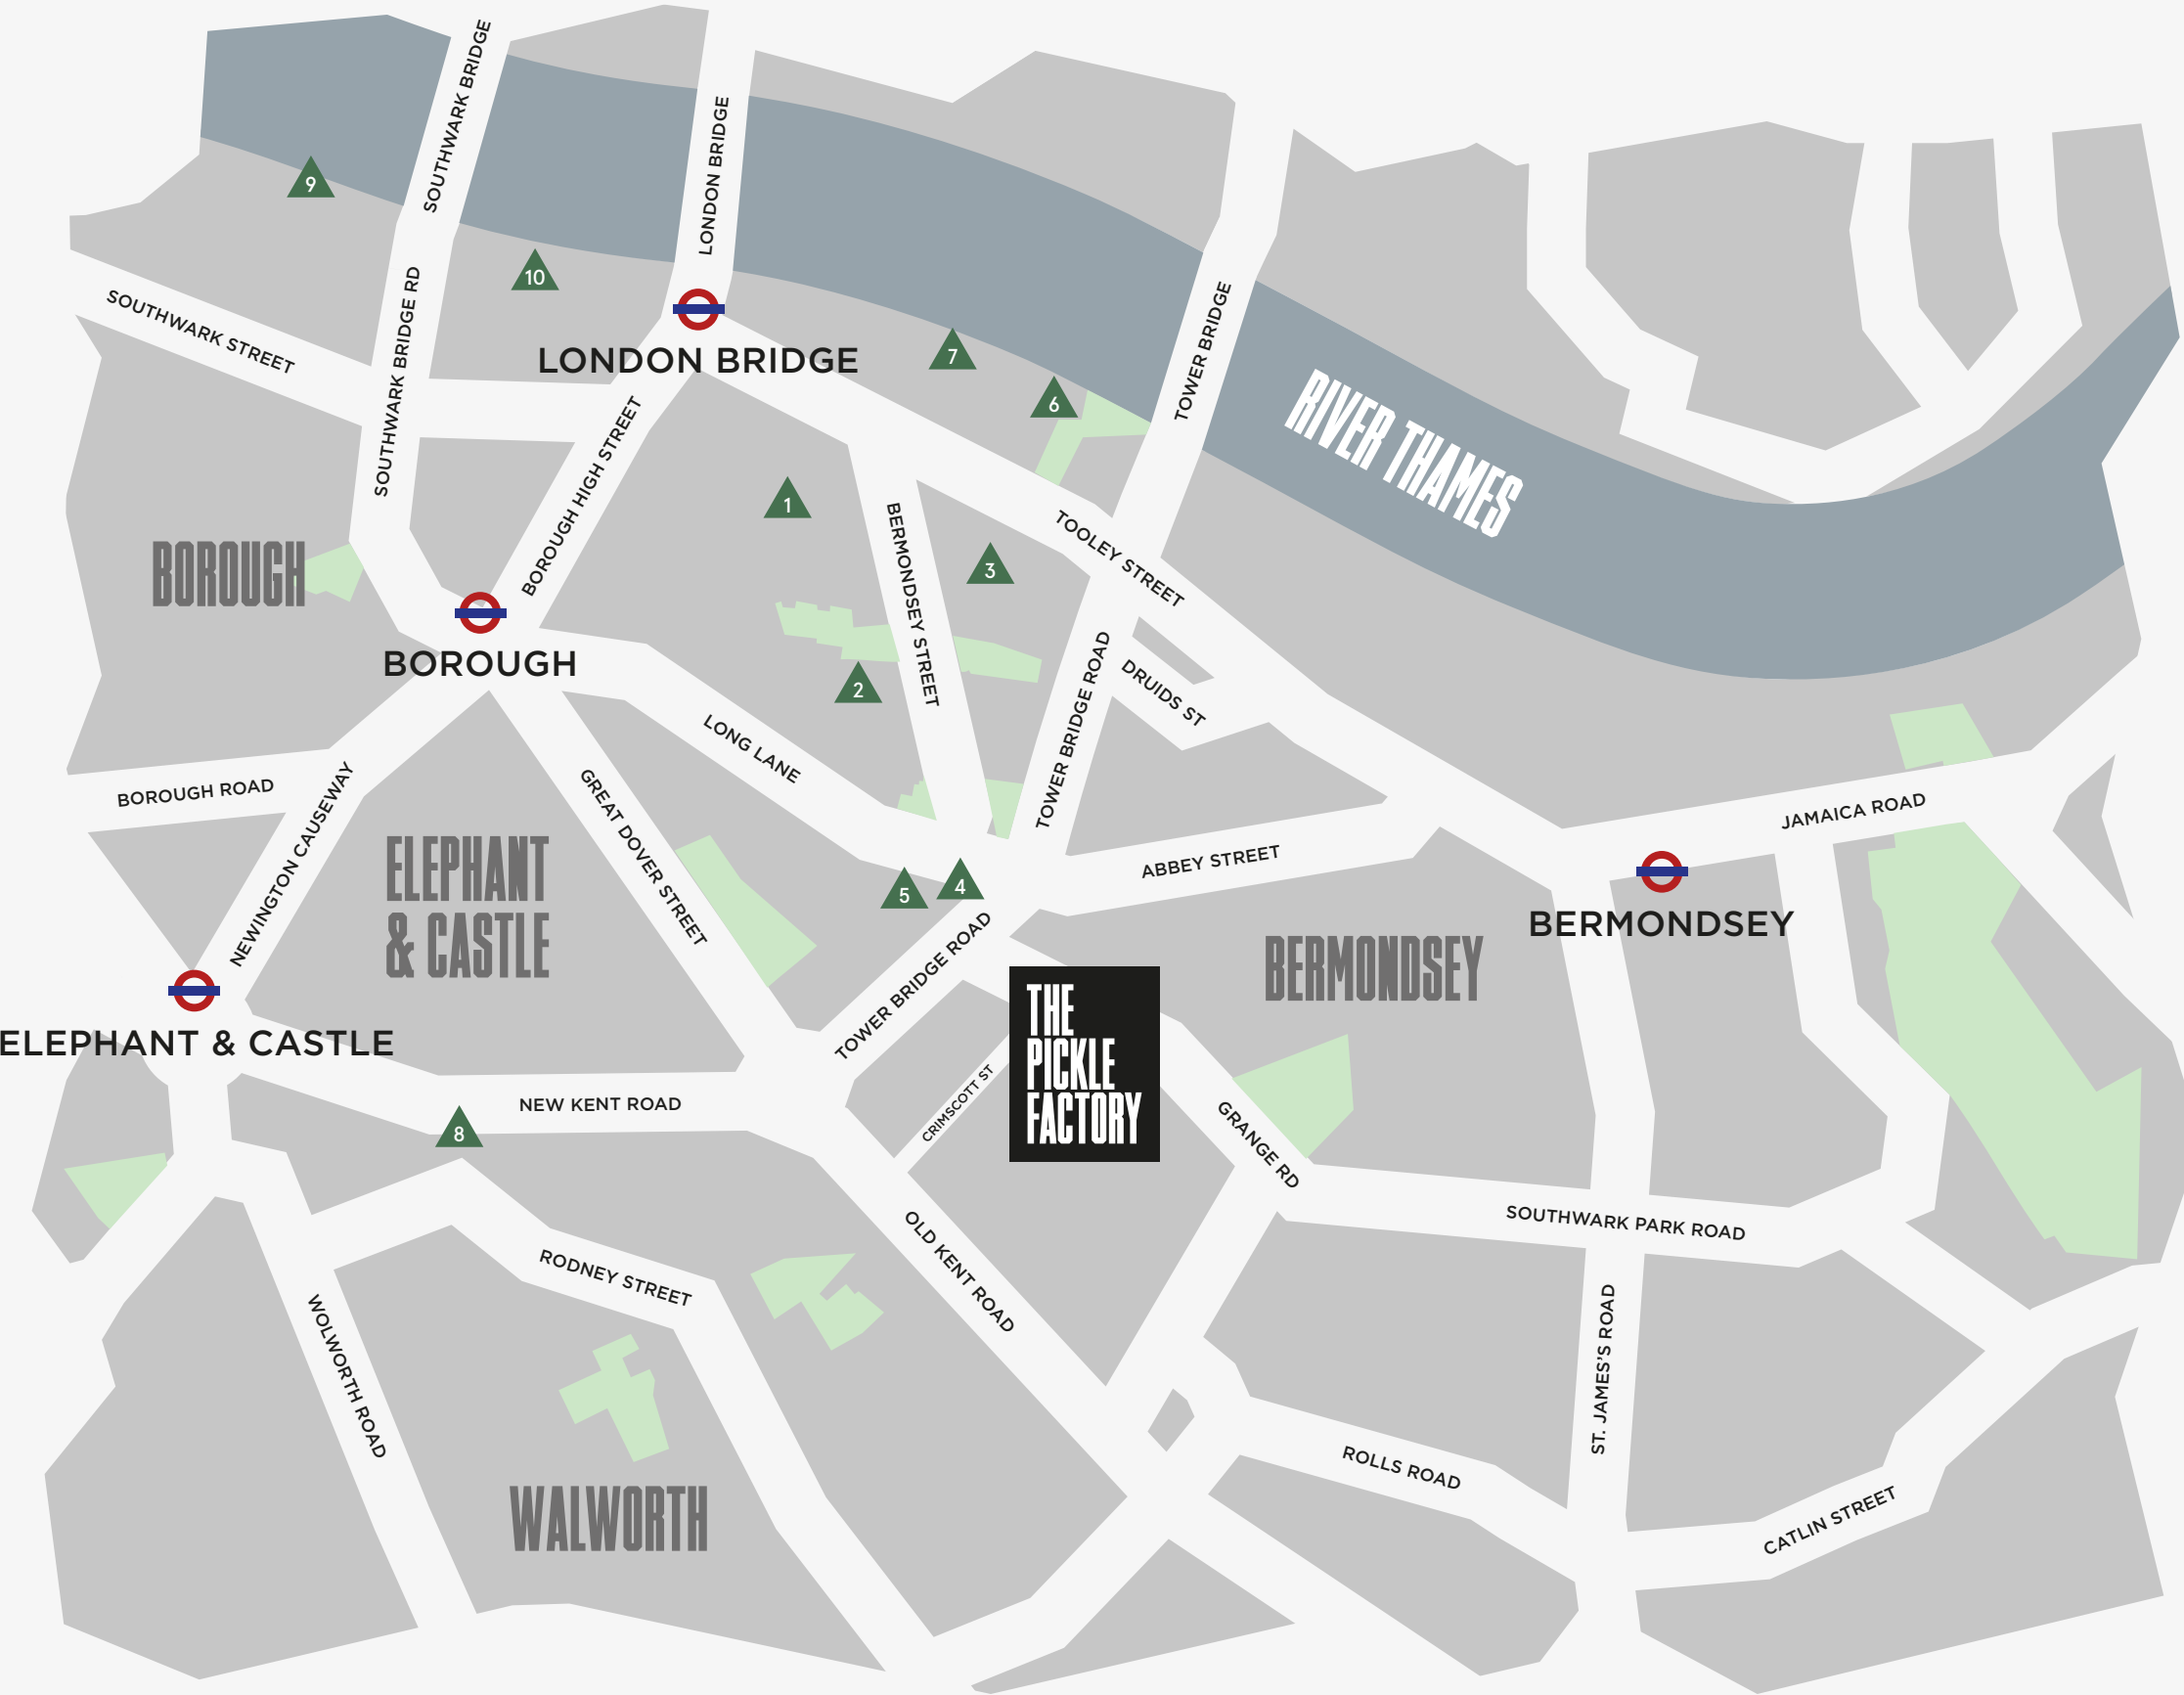 SOUTHWARK BRIDGE
LONDON BRIDGE
9
10
SOUTHWARK STREET
SOUTHWARK BRIDGE RD
LONDON BRIDGE
7
6
TOWER BRIDGE
RIVER THAMES
BOROUGH HIGH STREET
1
BERMONDSEY STREET
3
TOOLEY STREET
BOROUGH
BOROUGH
2
TOWER BRIDGE ROAD
DRUIDS ST
LONG LANE
BOROUGH ROAD
NEWINGTON CAUSEWAY
GREAT DOVER STREET
JAMAICA ROAD
ELEPHANT
& CASTLE
5
4
ABBEY STREET
BERMONDSEY
TOWER BRIDGE ROAD
BERMONDSEY
ELEPHANT & CASTLE
THE
PICKLE
FACTORY
CRIMSCOTT ST
NEW KENT ROAD
8
GRANGE RD
SOUTHWARK PARK ROAD
OLD KENT ROAD
RODNEY STREET
WOLWORTH ROAD
ST. JAMES'S ROAD
ROLLS ROAD
WALWORTH
CATLIN STREET